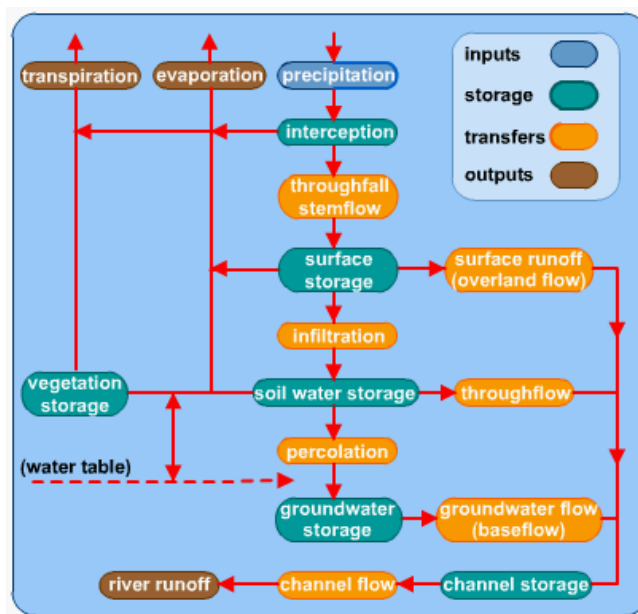 transpiration
evaporation
precipitation
inputs
storage
transfers
outputs
interception
throughfall
stemflow
surface
storage
surface runoff
(overland flow)
infiltration
vegetation
storage
soil water storage
throughflow
percolation
(water table)
groundwater
storage
groundwater flow
(baseflow)
river runoff
channel flow
channel storage